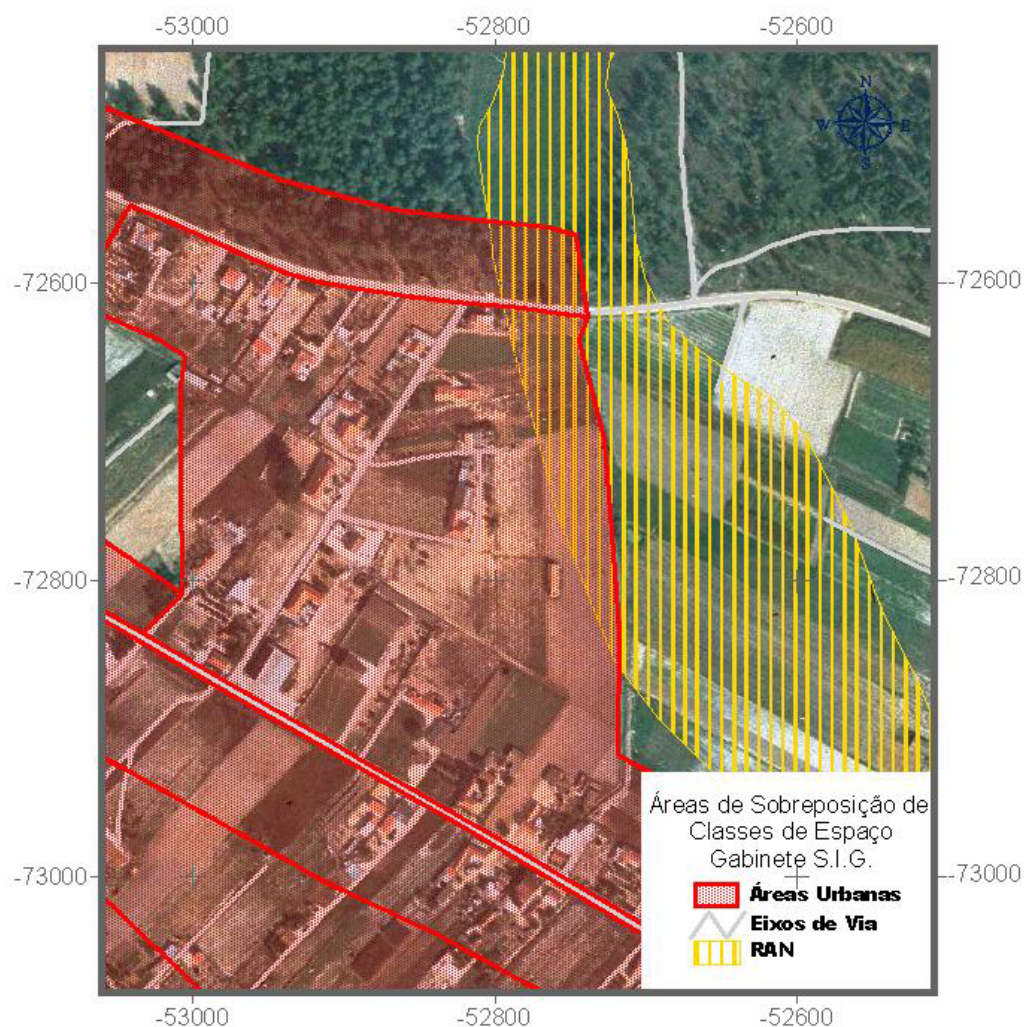 -53000 -52800 -52600
N
W E
S
-72600 -72600
-72800 -72800
-73000 -73000
Áreas de Sobreposição de
Classes de Espaço
Gabinete S.I.G.
Áreas Urbanas
Eixos de Via
RAN
-53000 -52800 -52600